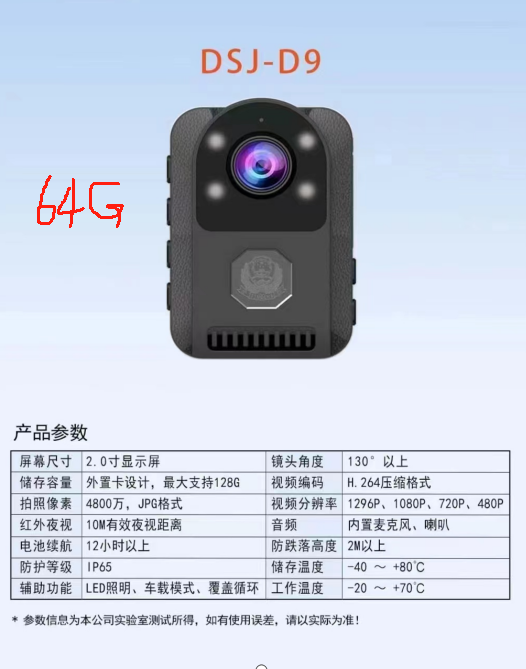 DSJ-D9
64G
产品参数
屏幕尺寸 2.0寸显示屏 镜头角度 130°以上
储存容量 外置卡设计，最大支持128G 视频编码 H.264压缩格式
拍照像素 4800万，JPG格式 视频分辨率 1296P、1080P、720P、480P
红外夜视 10M有效夜视距离 音频 内置麦克风、喇叭
电池续航 12小时以上 防跌落高度 2M以上
防护等级 IP65 储存温度 -40 ~ +80℃
辅助功能 LED照明、车载模式、覆盖循环 工作温度 -20 ~ +70℃
* 参数信息为本公司实验室测试所得，如有使用误差，请以实际为准！